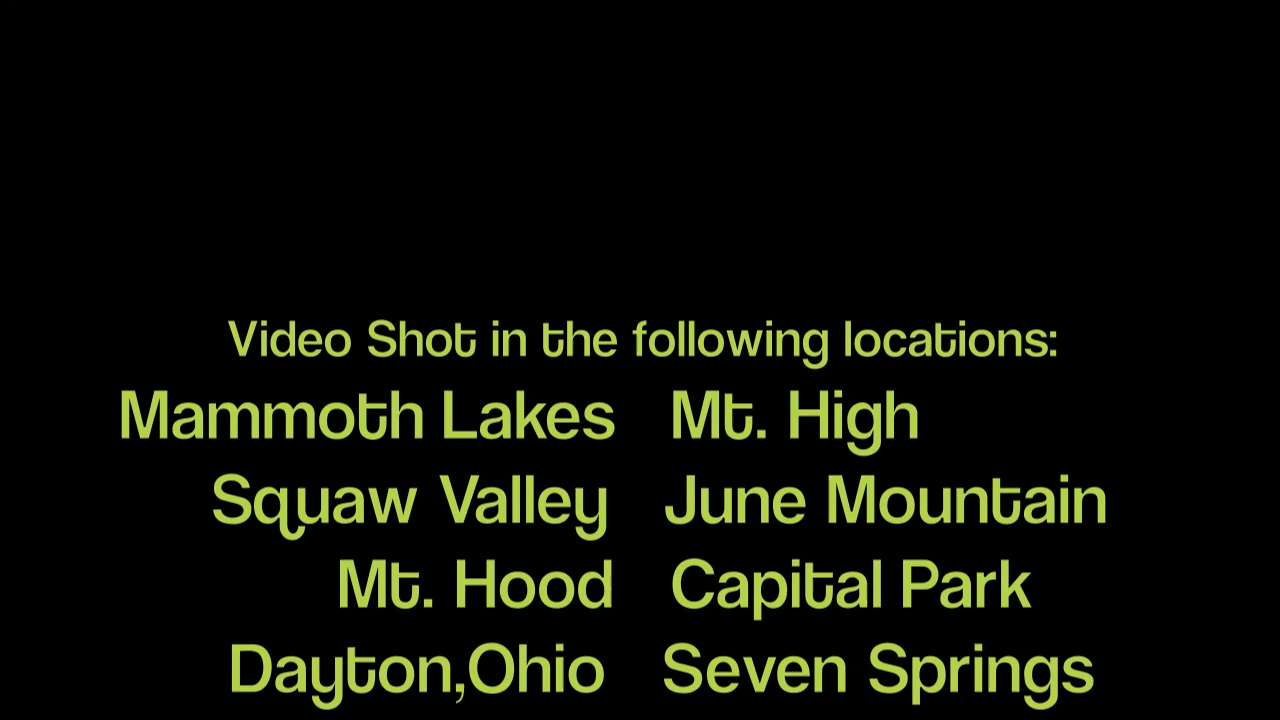 Video Shot in the following locations:
Mammoth Lakes Mt. High
Squaw Valley June Mountain
Mt. Hood Capital Park
Dayton,Ohio Seven Springs